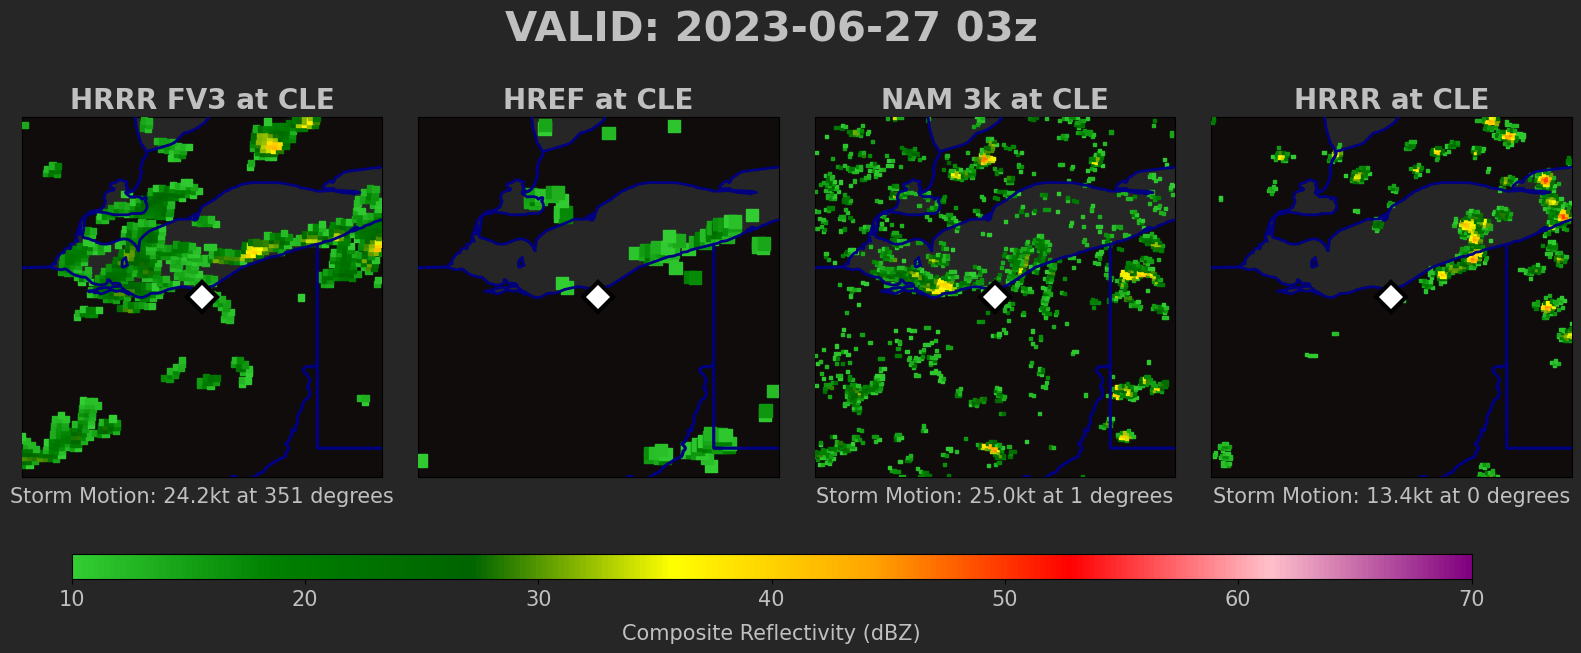 VALID: 2023-06-27 03z
HRRR FV3 at CLE
HREF at CLE
NAM 3k at CLE
HRRR at CLE
Storm Motion: 24.2kt at 351 degrees
Storm Motion: 25.0kt at 1 degrees
Storm Motion: 13.4kt at 0 degrees
10 20 30 40 50 60 70
Composite Reflectivity (dBZ)